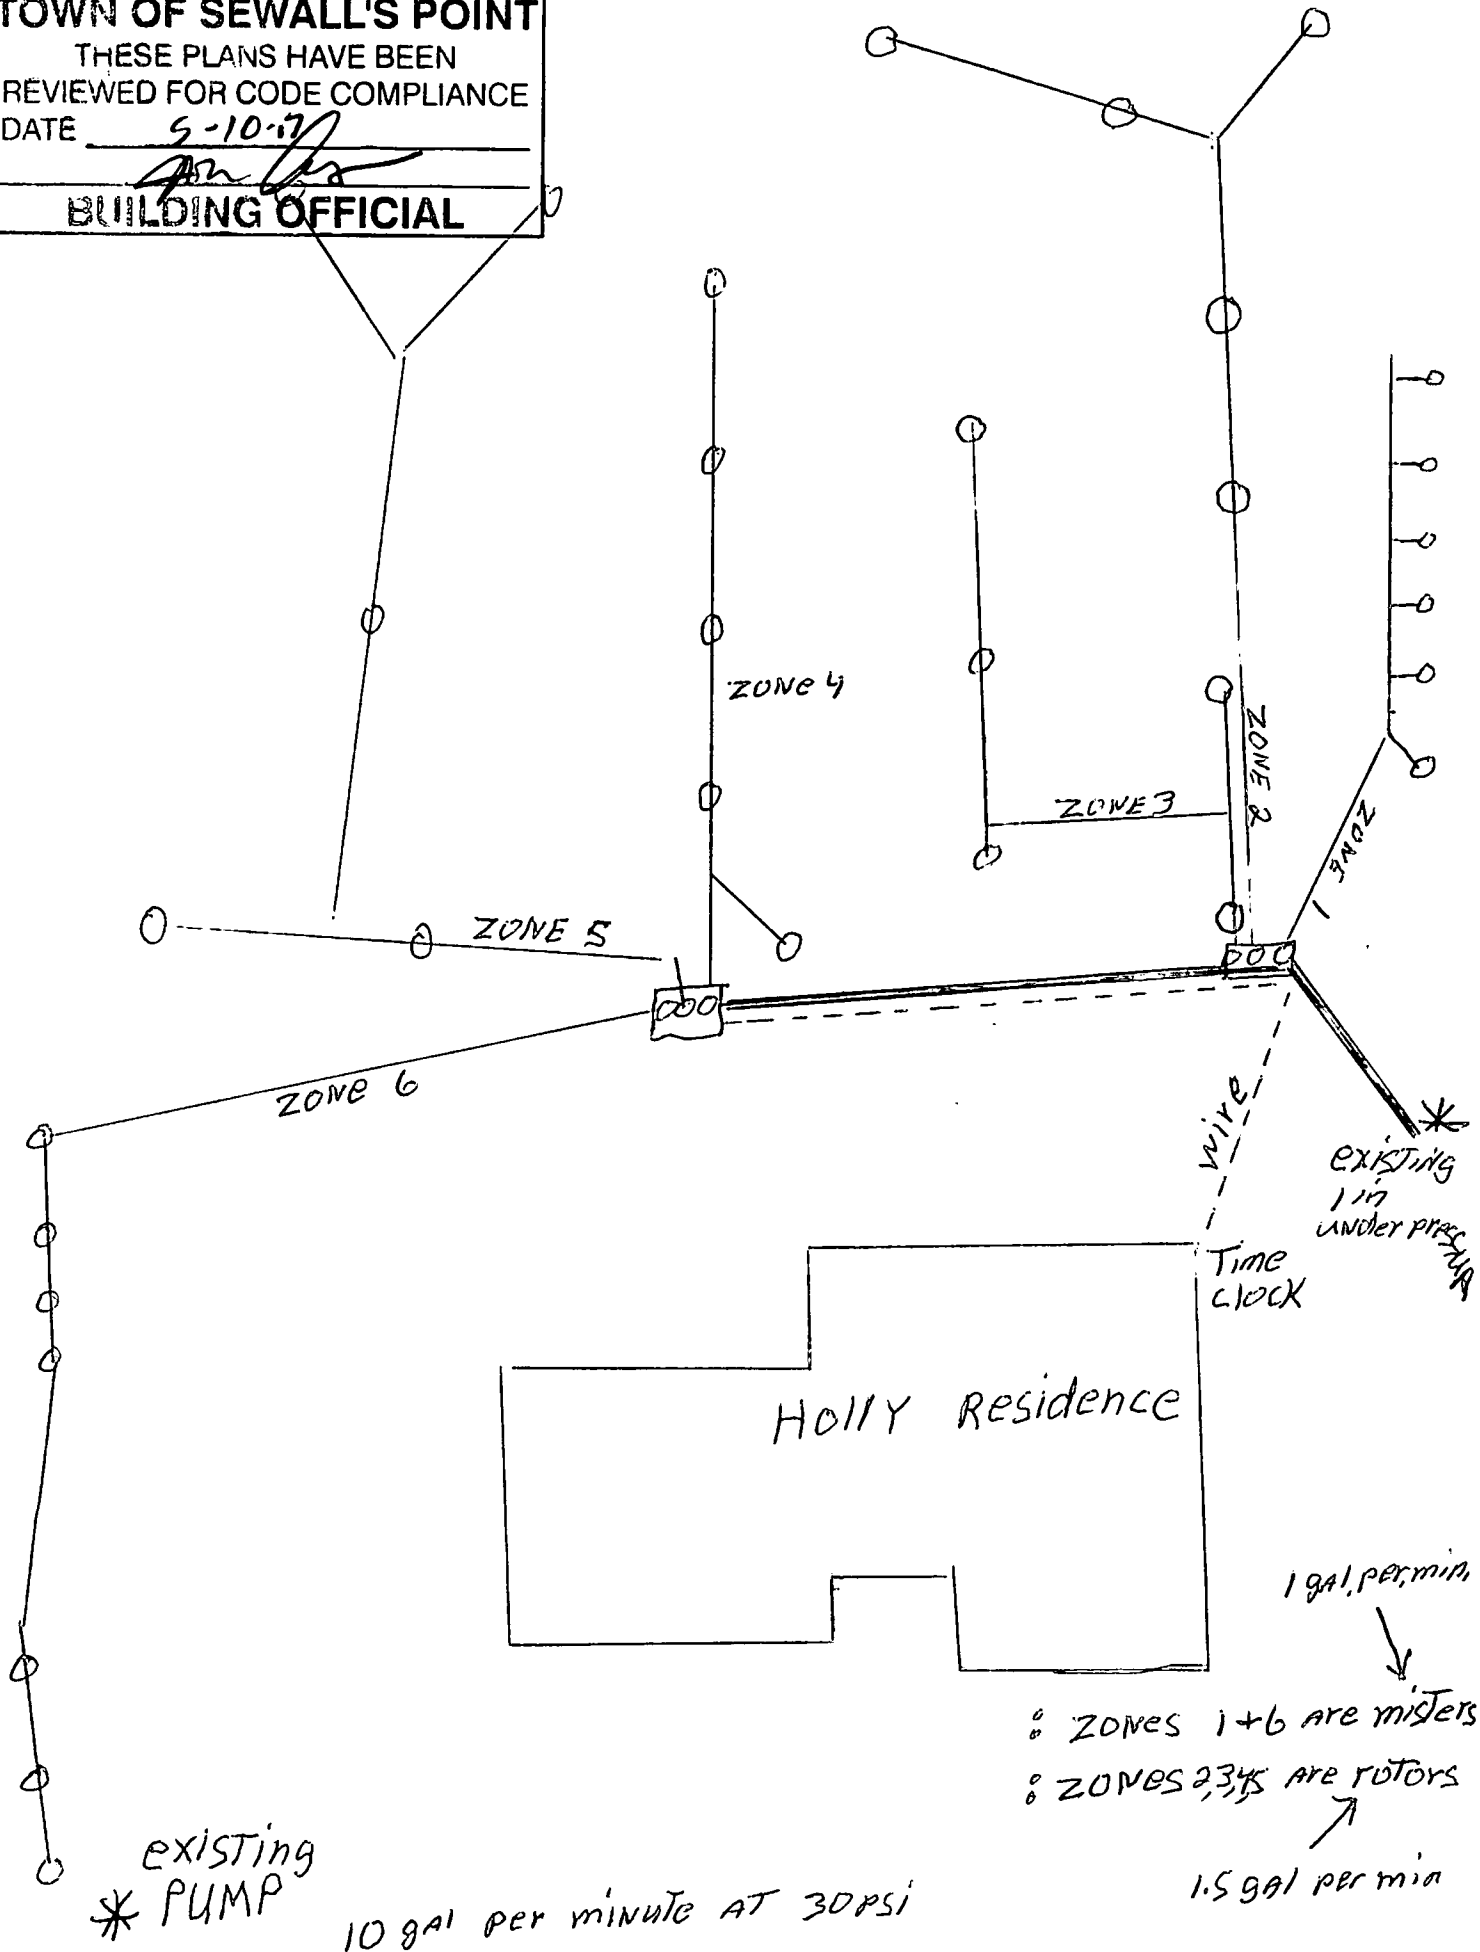 TOWN OF SEWALL'S POINT
THESE PLANS HAVE BEEN
REVIEWED FOR CODE COMPLIANCE
DATE 5-10-17
BUILDING OFFICIAL
ZONE 4
ZONE 3
ZONE 2
ZONE 1
ZONE 5
ZONE 6
wire
existing
1 in
under pressure
Time
clock
Holly Residence
1 gal. per. min.
: ZONES 1+6 Are misters
: ZONES 2,3,4,5 Are rotors
1.5 gal per min
existing
* PUMP
10 gal per minute AT 30 psi